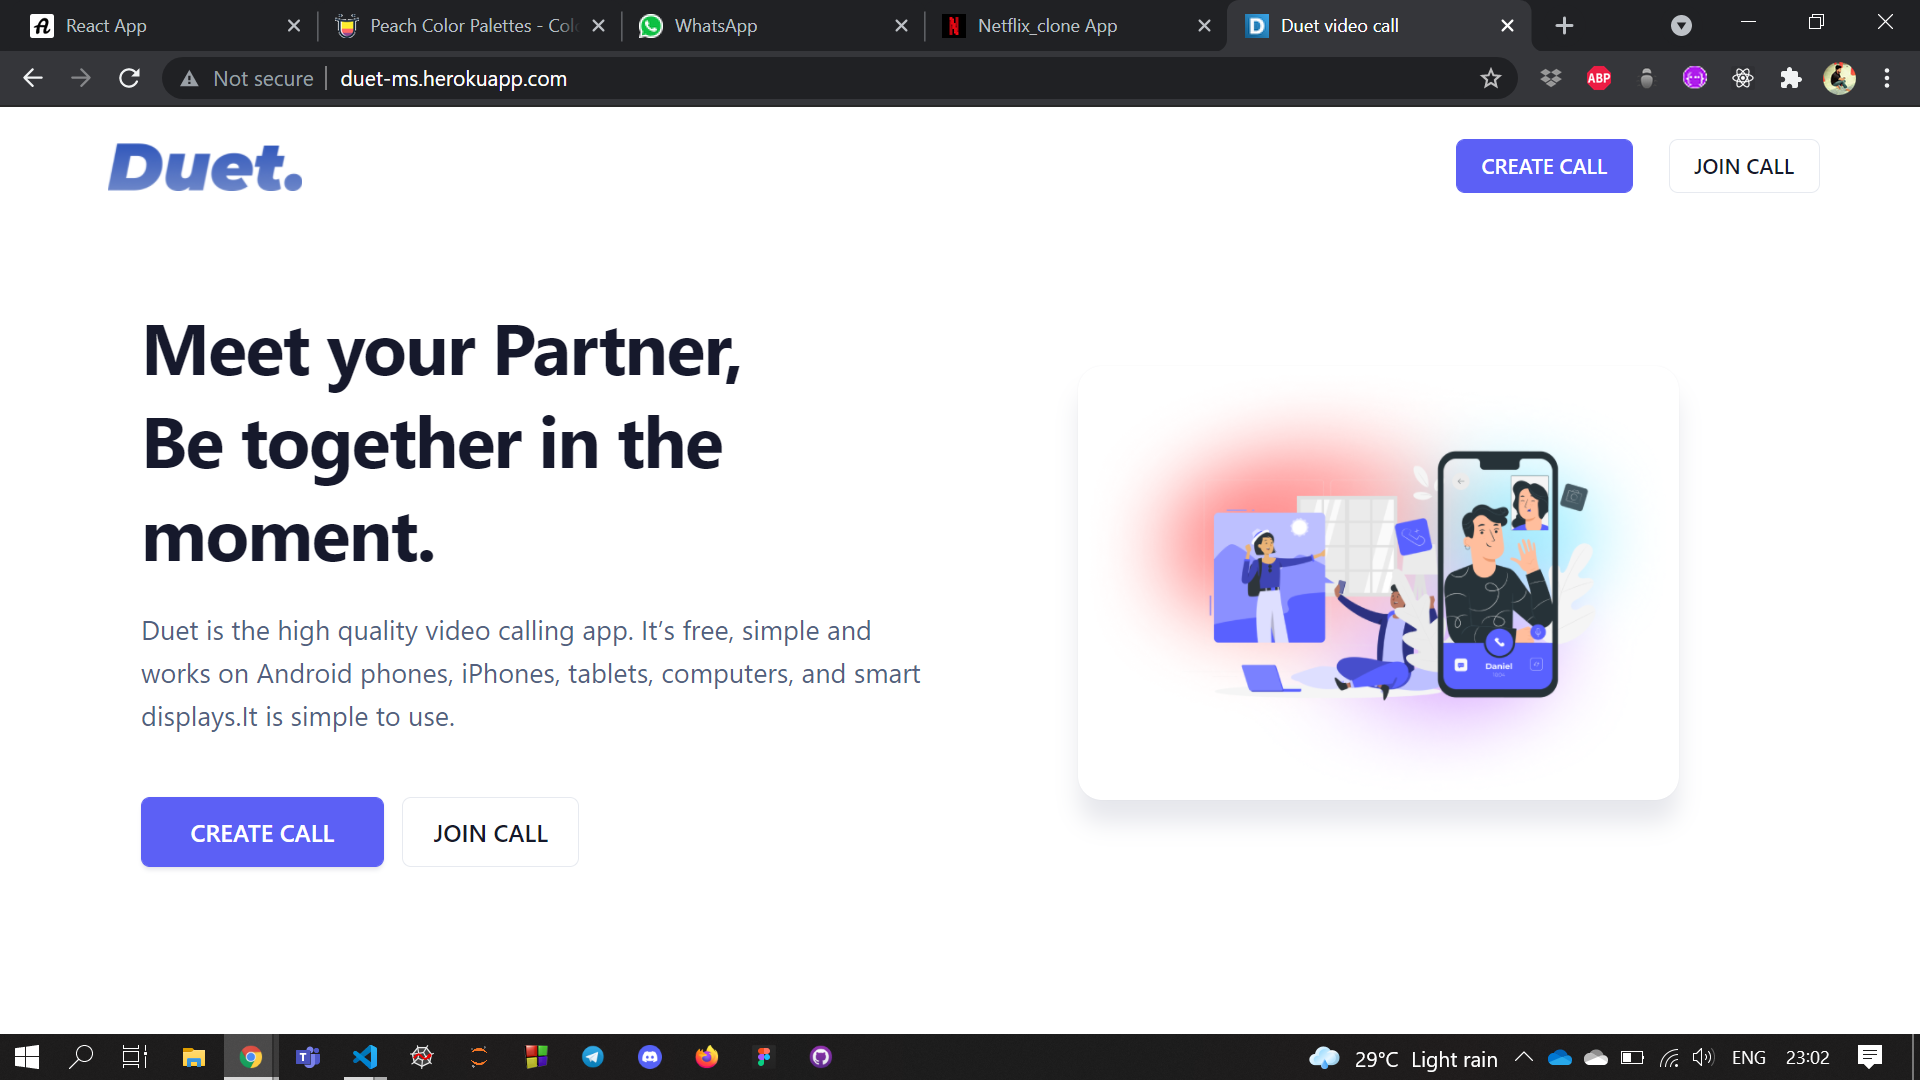 React App
Peach Color Palettes - Col
WhatsApp
Netflix_clone App
Duet video call
Not secure
duet-ms.herokuapp.com
ABP
Duet.
CREATE CALL
JOIN CALL
Meet your Partner,
Be together in the
moment.
Duet is the high quality video calling app. It’s free, simple and
works on Android phones, iPhones, tablets, computers, and smart
displays.It is simple to use.
CREATE CALL
JOIN CALL
Daniel
29°C Light rain
ENG
23:02